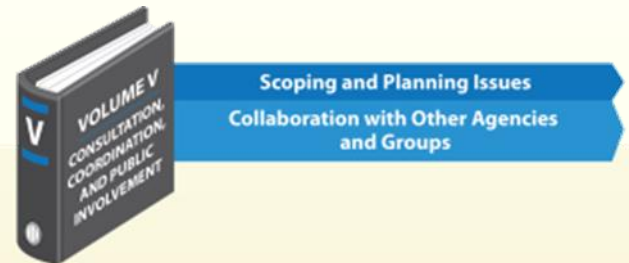 V
VOLUME V
CONSULTATION,
COORDINATION,
AND PUBLIC
INVOLVEMENT
Scoping and Planning Issues
Collaboration with Other Agencies
and Groups